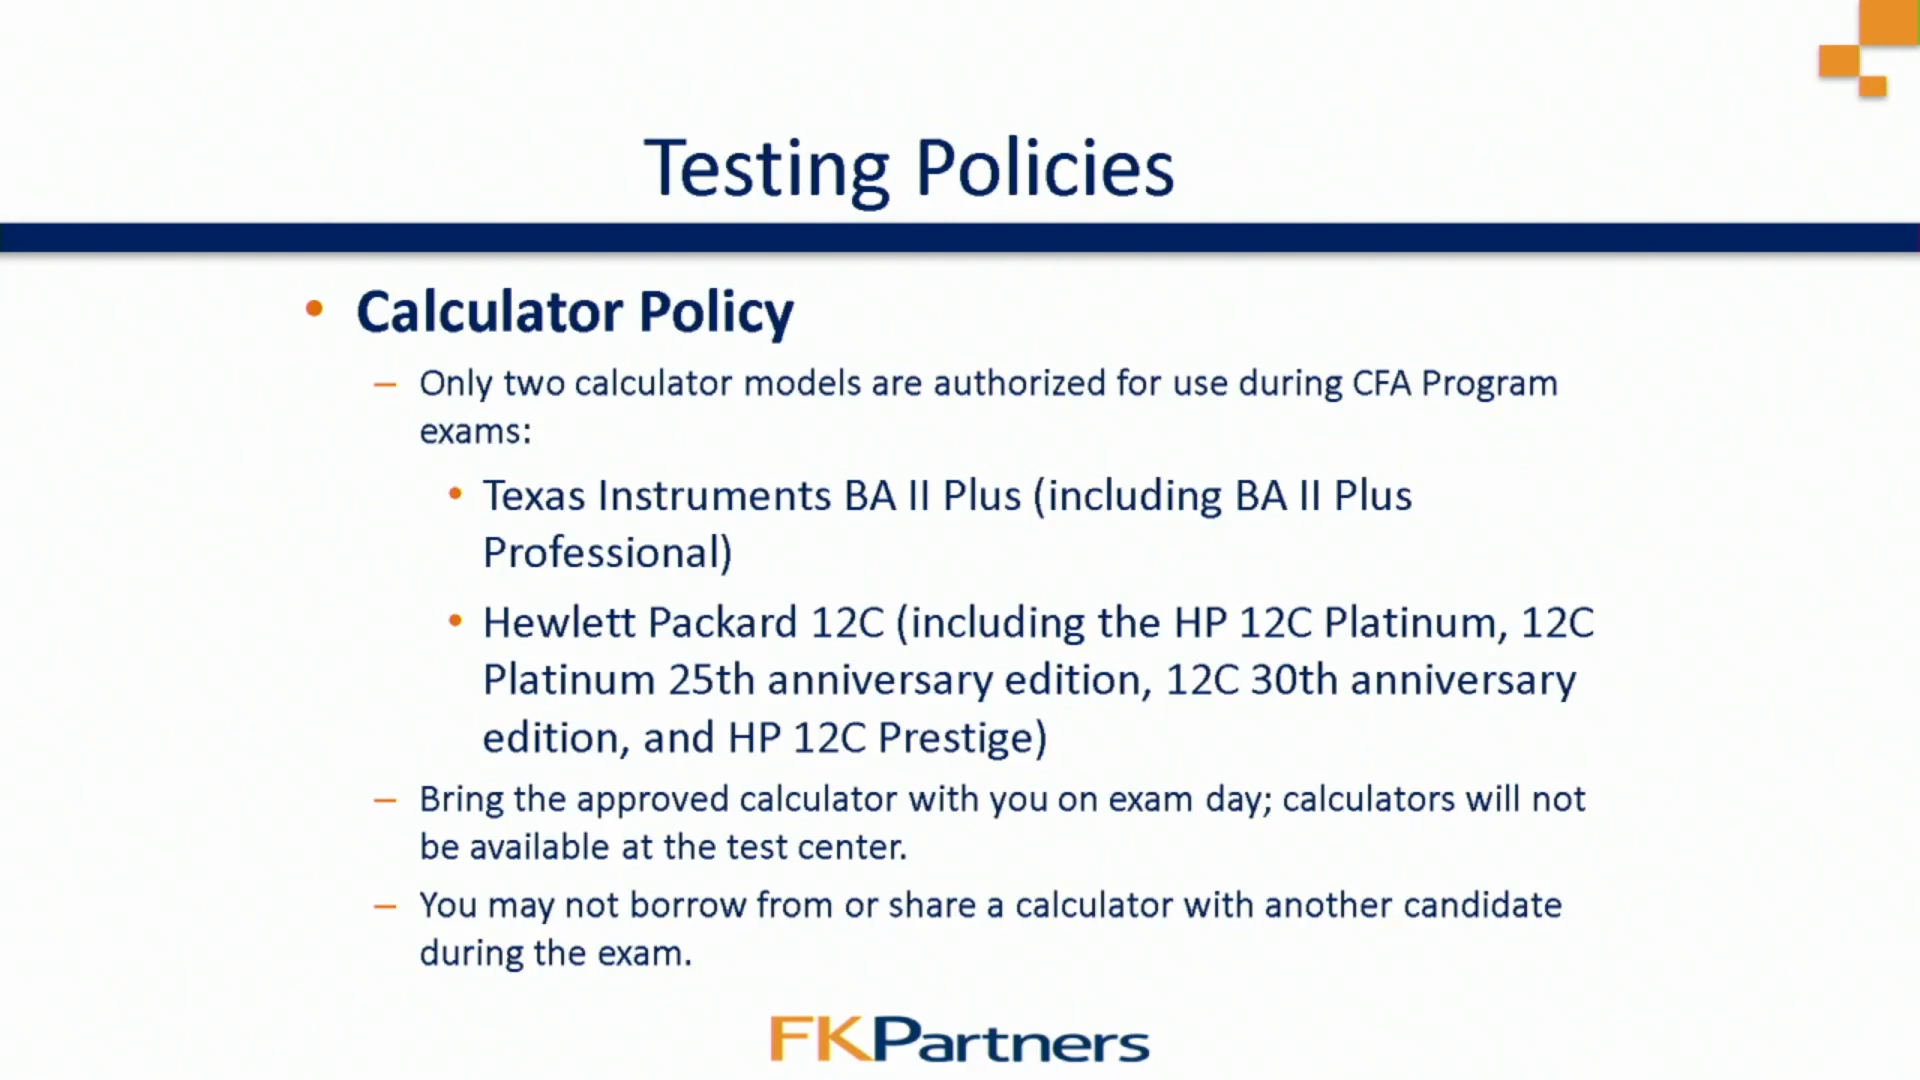 Testing Policies
• Calculator Policy
– Only two calculator models are authorized for use during CFA Program
exams:
• Texas Instruments BA II Plus (including BA II Plus
Professional)
• Hewlett Packard 12C (including the HP 12C Platinum, 12C
Platinum 25th anniversary edition, 12C 30th anniversary
edition, and HP 12C Prestige)
– Bring the approved calculator with you on exam day; calculators will not
be available at the test center.
– You may not borrow from or share a calculator with another candidate
during the exam.
FKPartners